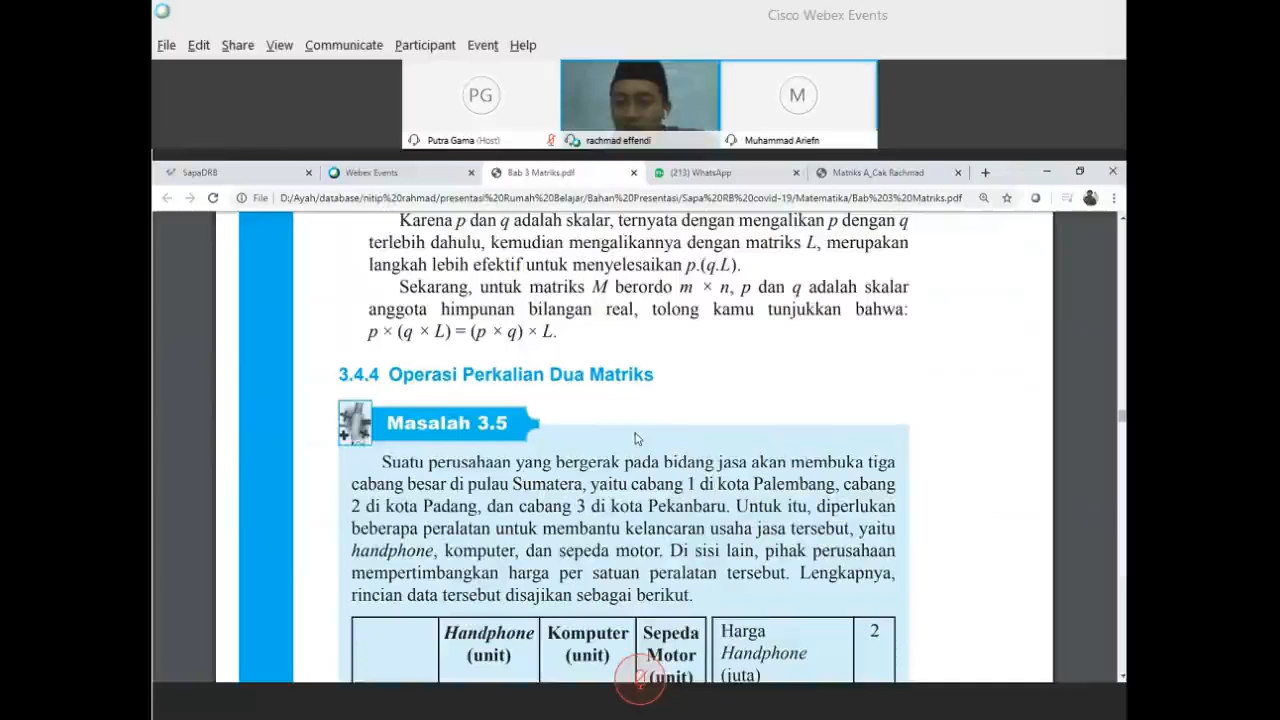 Cisco Webex Events
File Edit Share View Communicate Participant Event Help
PG
M
Putra Gama (Host)
rachmad effendi
Muhammad Ariefn
SapaDRB
Webex Events
Bab 3 Matriks.pdf
(213) WhatsApp
Matriks A_Cak Rachmad
File D:/Ayah/database/nitip%20rahmad/presentasi%20Rumah%20Belajar/Bahan%20Presentasi/Sapa%20RB%20covid-19/Matematika/Bab%203%20Matriks.pdf
Karena p dan q adalah skalar, ternyata dengan mengalikan p dengan q
terlebih dahulu, kemudian mengalikannya dengan matriks L, merupakan
langkah lebih efektif untuk menyelesaikan p.(q.L).
Sekarang, untuk matriks M berordo m × n, p dan q adalah skalar
anggota himpunan bilangan real, tolong kamu tunjukkan bahwa:
p × (q × L) = (p × q) × L.
3.4.4 Operasi Perkalian Dua Matriks
Masalah 3.5
Suatu perusahaan yang bergerak pada bidang jasa akan membuka tiga
cabang besar di pulau Sumatera, yaitu cabang 1 di kota Palembang, cabang
2 di kota Padang, dan cabang 3 di kota Pekanbaru. Untuk itu, diperlukan
beberapa peralatan untuk membantu kelancaran usaha jasa tersebut, yaitu
handphone, komputer, dan sepeda motor. Di sisi lain, pihak perusahaan
mempertimbangkan harga per satuan peralatan tersebut. Lengkapnya,
rincian data tersebut disajikan sebagai berikut.
Handphone
(unit)
Komputer
(unit)
Sepeda
Motor
(unit)
Harga
Handphone
(juta)
2